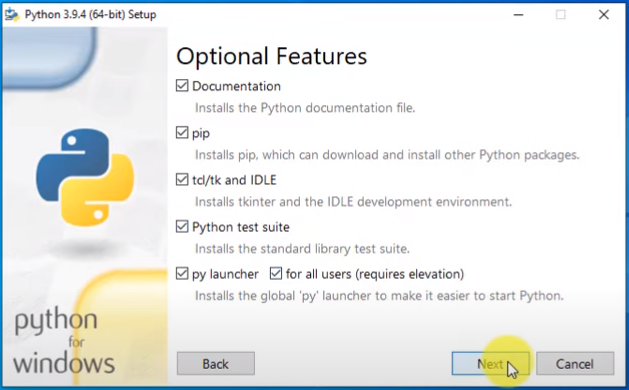 Python 3.9.4 (64-bit) Setup
Optional Features
Documentation
Installs the Python documentation file.
pip
Installs pip, which can download and install other Python packages.
tcl/tk and IDLE
Installs tkinter and the IDLE development environment.
Python test suite
Installs the standard library test suite.
py launcher for all users (requires elevation)
Installs the global 'py' launcher to make it easier to start Python.
python
for
windows
Back Next Cancel